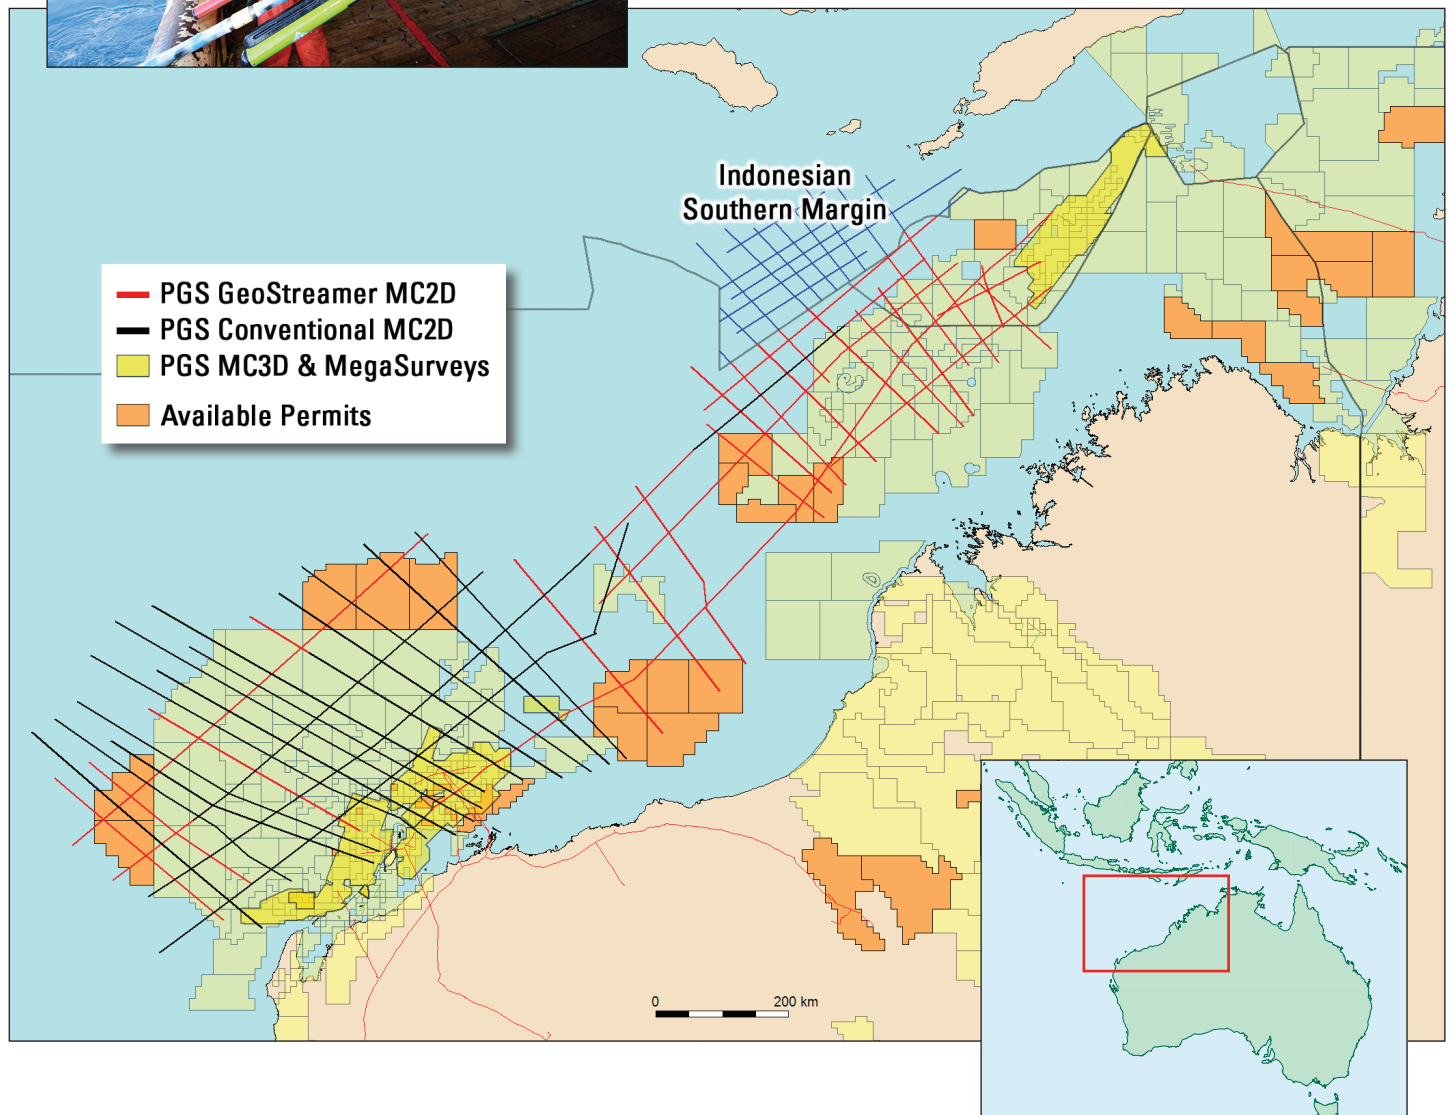 Indonesian
Southern Margin
PGS GeoStreamer MC2D
PGS Conventional MC2D
PGS MC3D & MegaSurveys
Available Permits
0 200 km